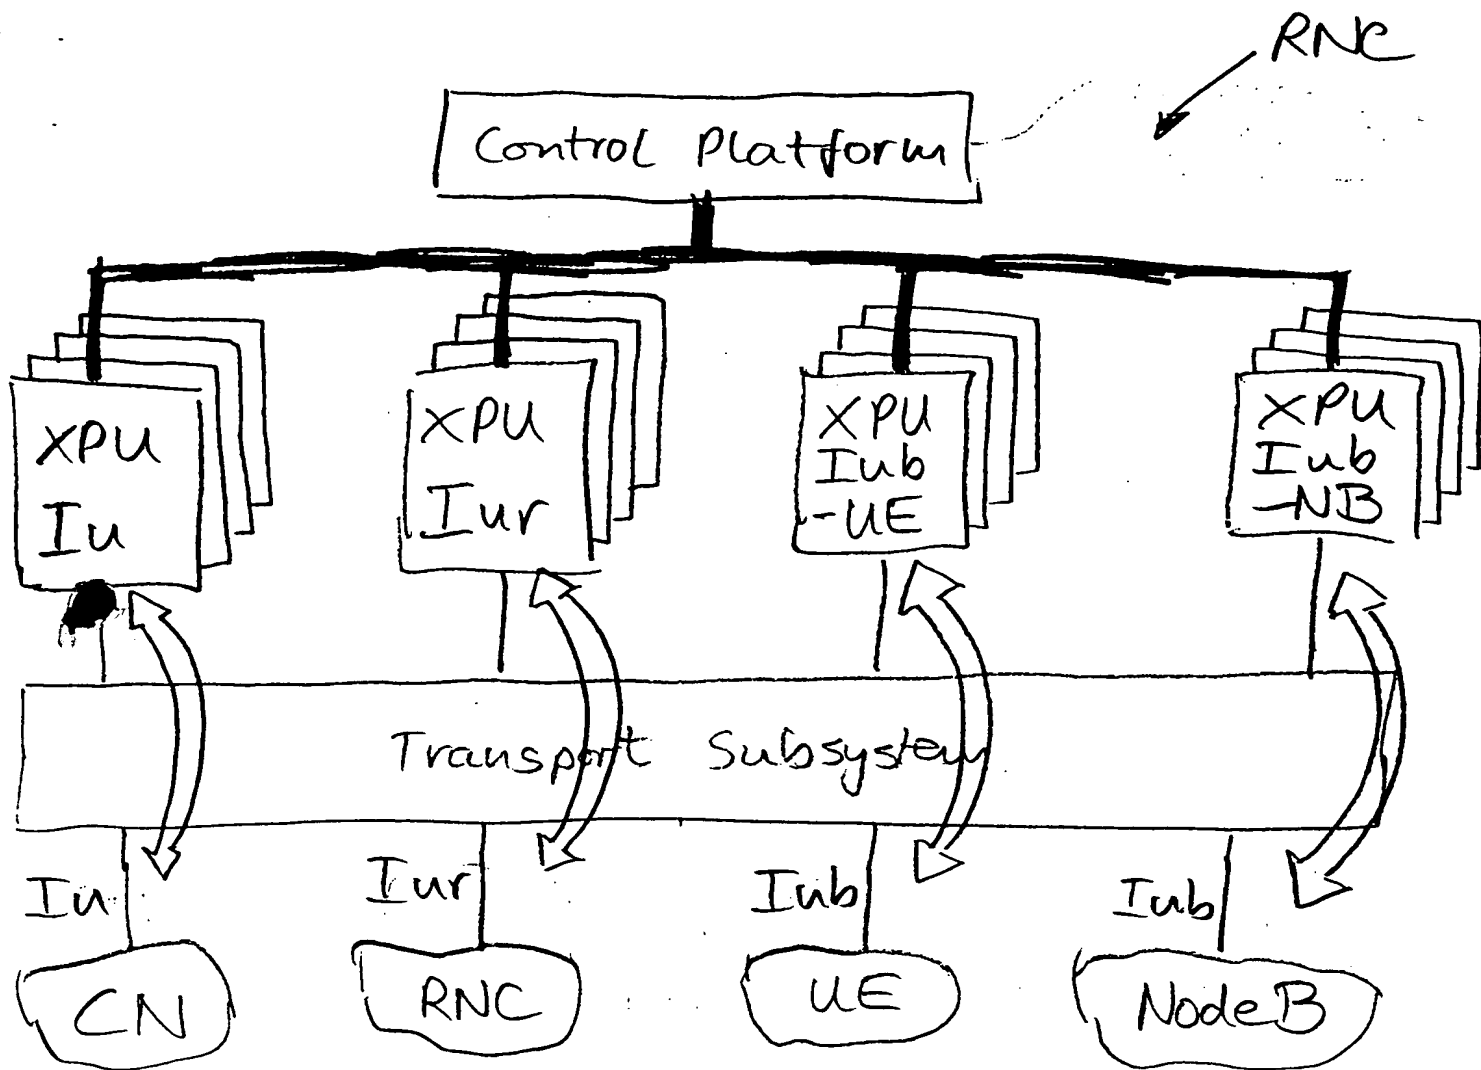 RNC
Control Platform
XPU
Iu
XPU
Iur
XPU
Iub
-UE
XPU
Iub
-NB
Transport Subsystem
Iu
Iur
Iub
Iub
CN
RNC
UE
NodeB